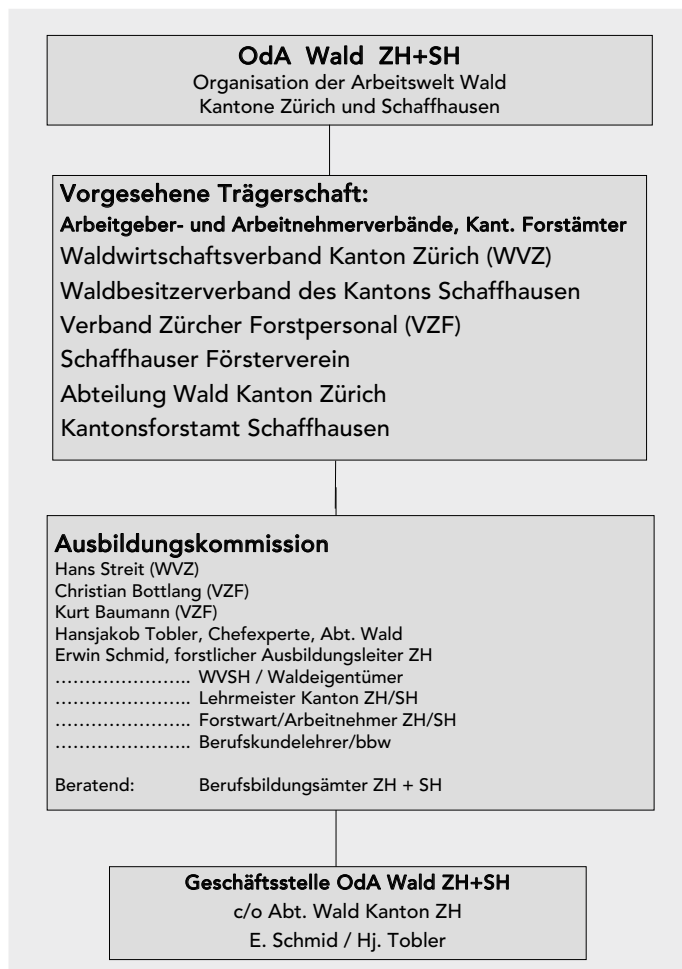 OdA Wald ZH+SH
Organisation der Arbeitswelt Wald
Kantone Zürich und Schaffhausen
Vorgesehene Trägerschaft:
Arbeitgeber- und Arbeitnehmerverbände, Kant. Forstämter
Waldwirtschaftsverband Kanton Zürich (WVZ)
Waldbesitzerverband des Kantons Schaffhausen
Verband Zürcher Forstpersonal (VZF)
Schaffhauser Försterverein
Abteilung Wald Kanton Zürich
Kantonsforstamt Schaffhausen
Ausbildungskommission
Hans Streit (WVZ)
Christian Bottlang (VZF)
Kurt Baumann (VZF)
Hansjakob Tobler, Chefexperte, Abt. Wald
Erwin Schmid, forstlicher Ausbildungsleiter ZH
………………….. WVSH / Waldeigentümer
………………….. Lehrmeister Kanton ZH/SH
………………….. Forstwart/Arbeitnehmer ZH/SH
………………….. Berufskundelehrer/bbw
Beratend: Berufsbildungsämter ZH + SH
Geschäftsstelle OdA Wald ZH+SH
c/o Abt. Wald Kanton ZH
E. Schmid / Hj. Tobler